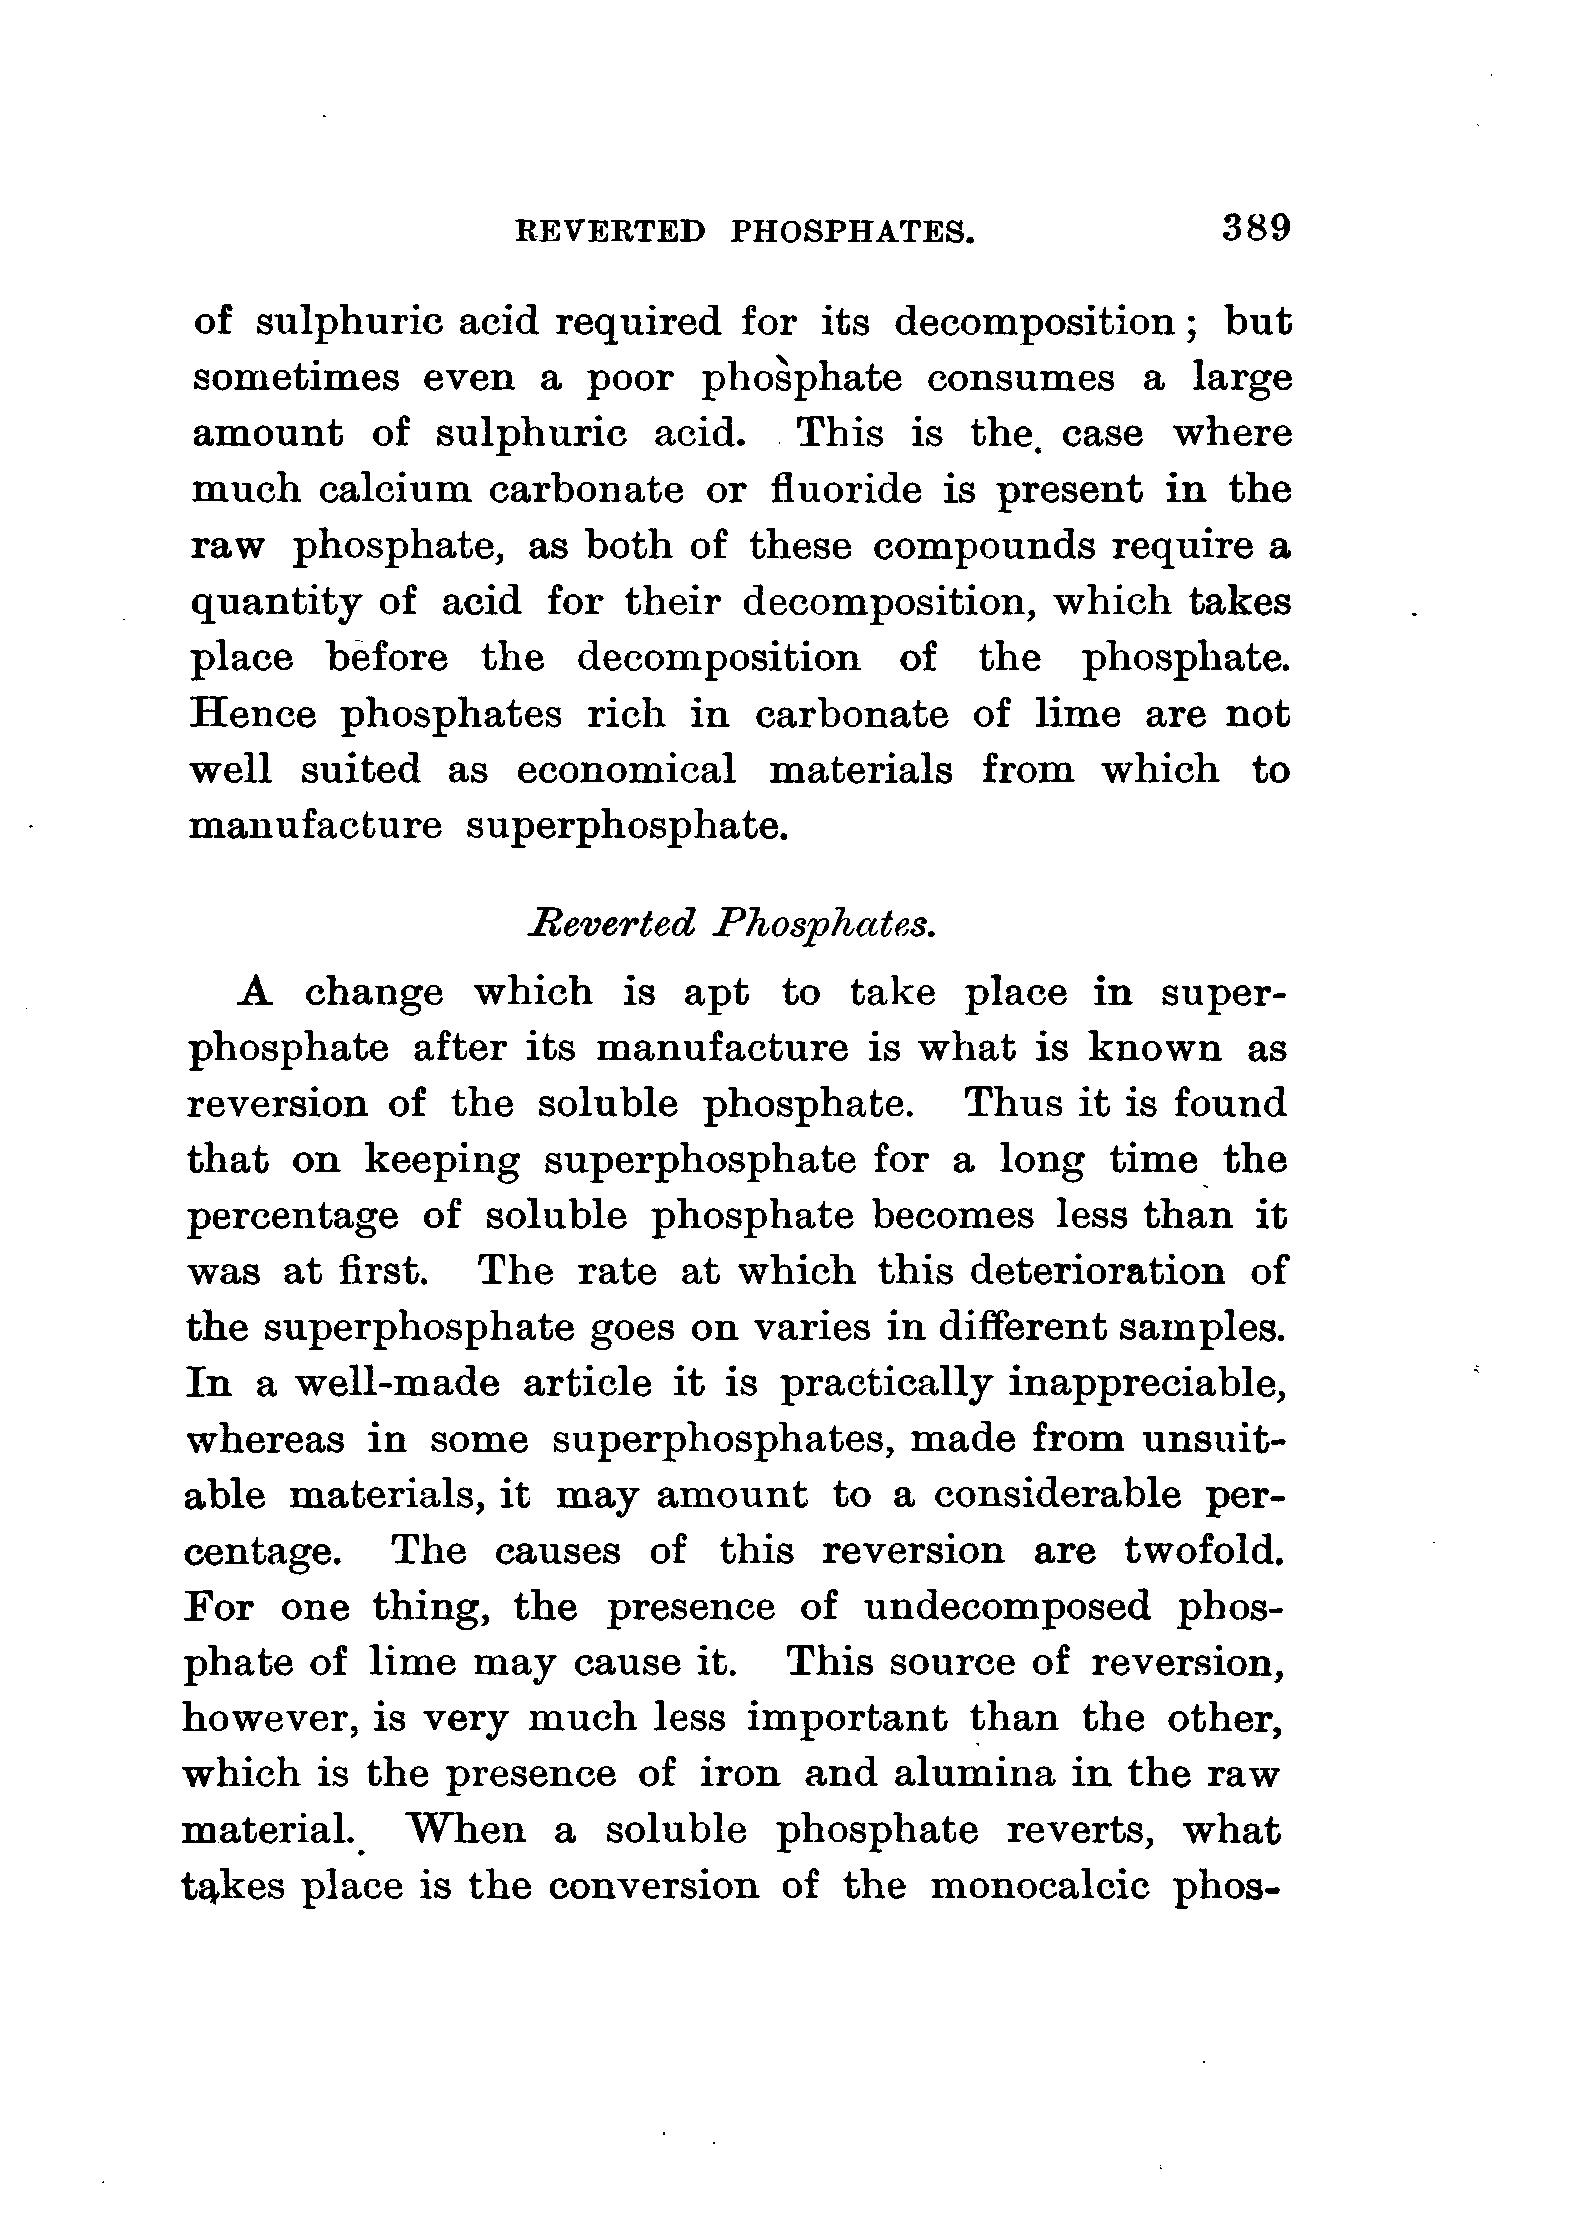 REVERTED PHOSPHATES. 389
of sulphuric acid required for its decomposition; but
sometimes even a poor phosphate consumes a large
amount of sulphuric acid. This is the case where
much calcium carbonate or fluoride is present in the
raw phosphate, as both of these compounds require a
quantity of acid for their decomposition, which takes
place before the decomposition of the phosphate.
Hence phosphates rich in carbonate of lime are not
well suited as economical materials from which to
manufacture superphosphate.
Reverted Phosphates.
A change which is apt to take place in super-
phosphate after its manufacture is what is known as
reversion of the soluble phosphate. Thus it is found
that on keeping superphosphate for a long time the
percentage of soluble phosphate becomes less than it
was at first. The rate at which this deterioration of
the superphosphate goes on varies in different samples.
In a well-made article it is practically inappreciable,
whereas in some superphosphates, made from unsuit-
able materials, it may amount to a considerable per-
centage. The causes of this reversion are twofold.
For one thing, the presence of undecomposed phos-
phate of lime may cause it. This source of reversion,
however, is very much less important than the other,
which is the presence of iron and alumina in the raw
material. When a soluble phosphate reverts, what
takes place is the conversion of the monocalcic phos-